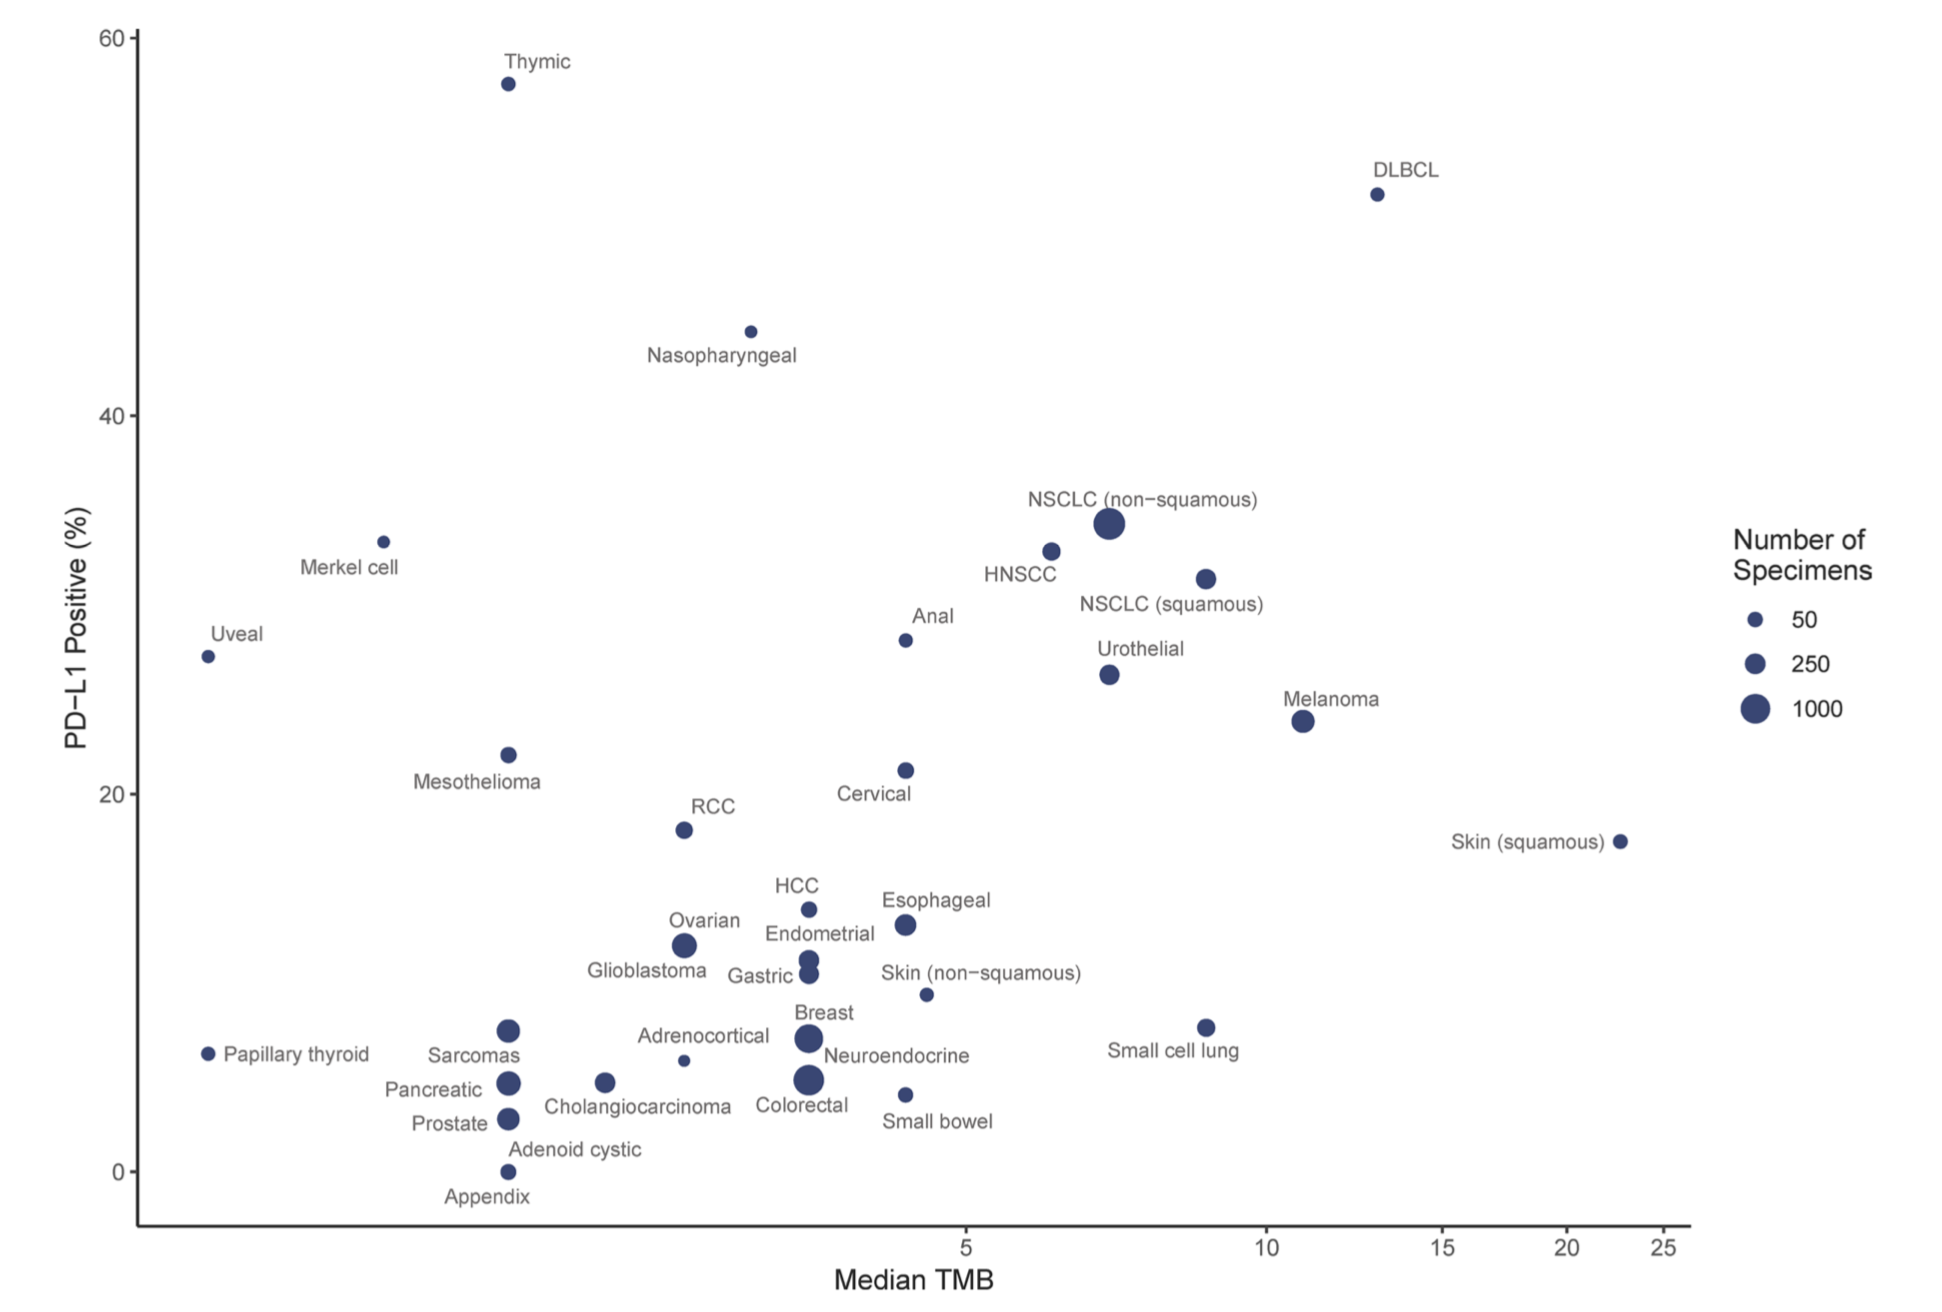 60
Thymic
DLBCL
Nasopharyngeal
40
NSCLC (non−squamous)
Merkel cell
HNSCC
NSCLC (squamous)
Anal
Uveal
Urothelial
Melanoma
Mesothelioma
Cervical
20
RCC
Skin (squamous)
HCC
Esophageal
Ovarian
Endometrial
Glioblastoma
Gastric
Skin (non−squamous)
Breast
Adrenocortical
Papillary thyroid
Sarcomas
Neuroendocrine
Small cell lung
Pancreatic
Cholangiocarcinoma
Colorectal
Small bowel
Prostate
Adenoid cystic
0
Appendix
5
10
15
20
25
Median TMB
PD−L1 Positive (%)
Number of
Specimens
50
250
1000